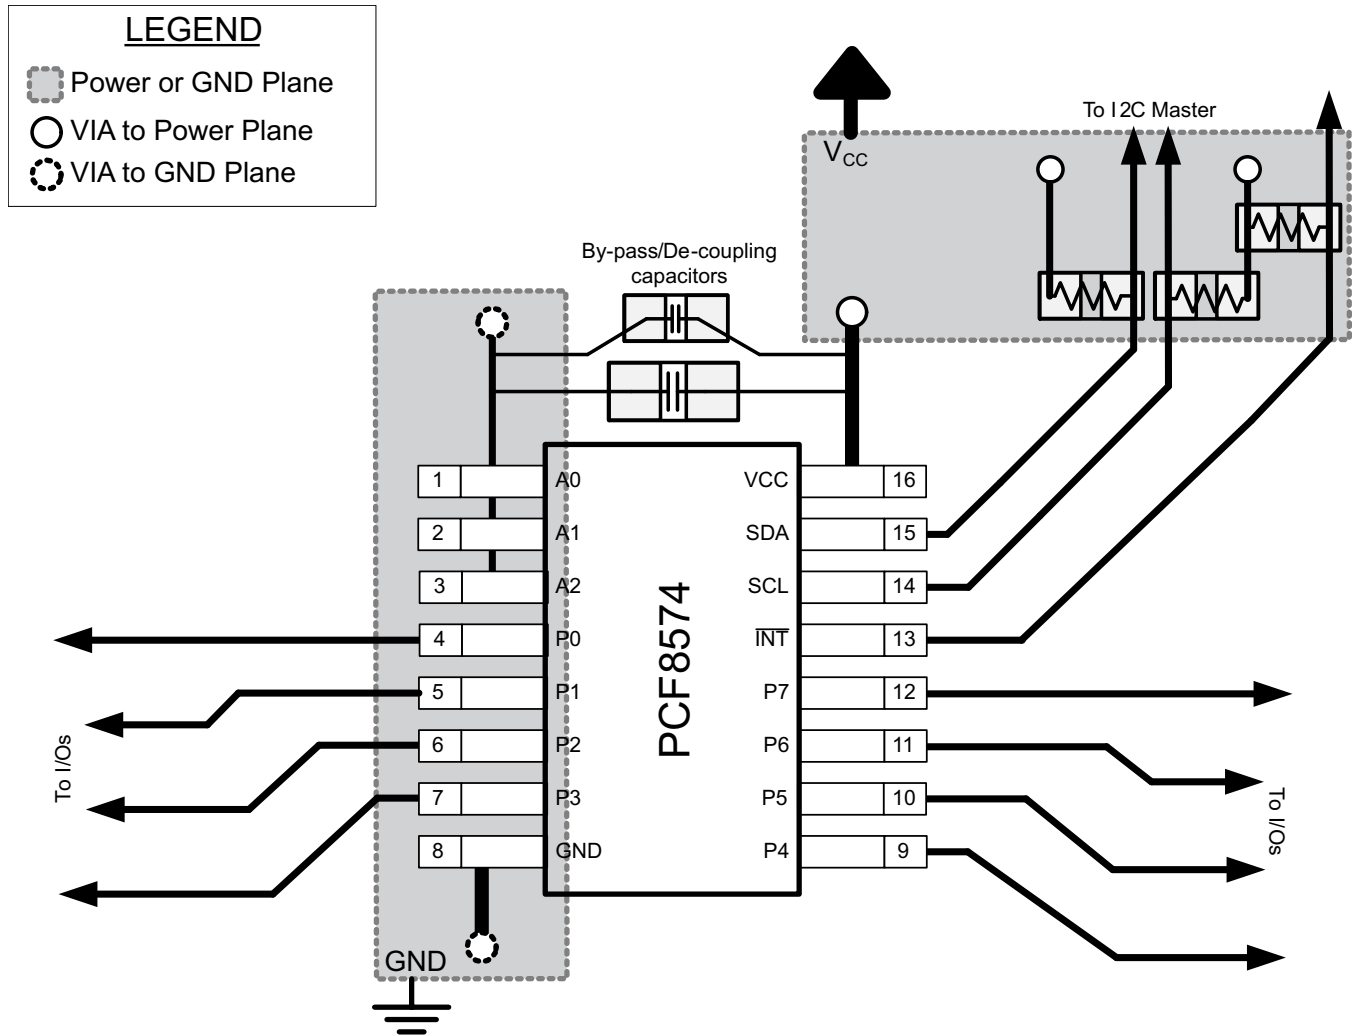 LEGEND
Power or GND Plane
VIA to Power Plane
VIA to GND Plane
To I2C Master
VCC
By-pass/De-coupling
capacitors
1 A0 VCC 16
2 A1 SDA 15
3 A2 SCL 14
4 P0 INT 13
5 P1 P7 12
6 P2 P6 11
7 P3 P5 10
8 GND P4 9
PCF8574
To I/Os
To I/Os
GND